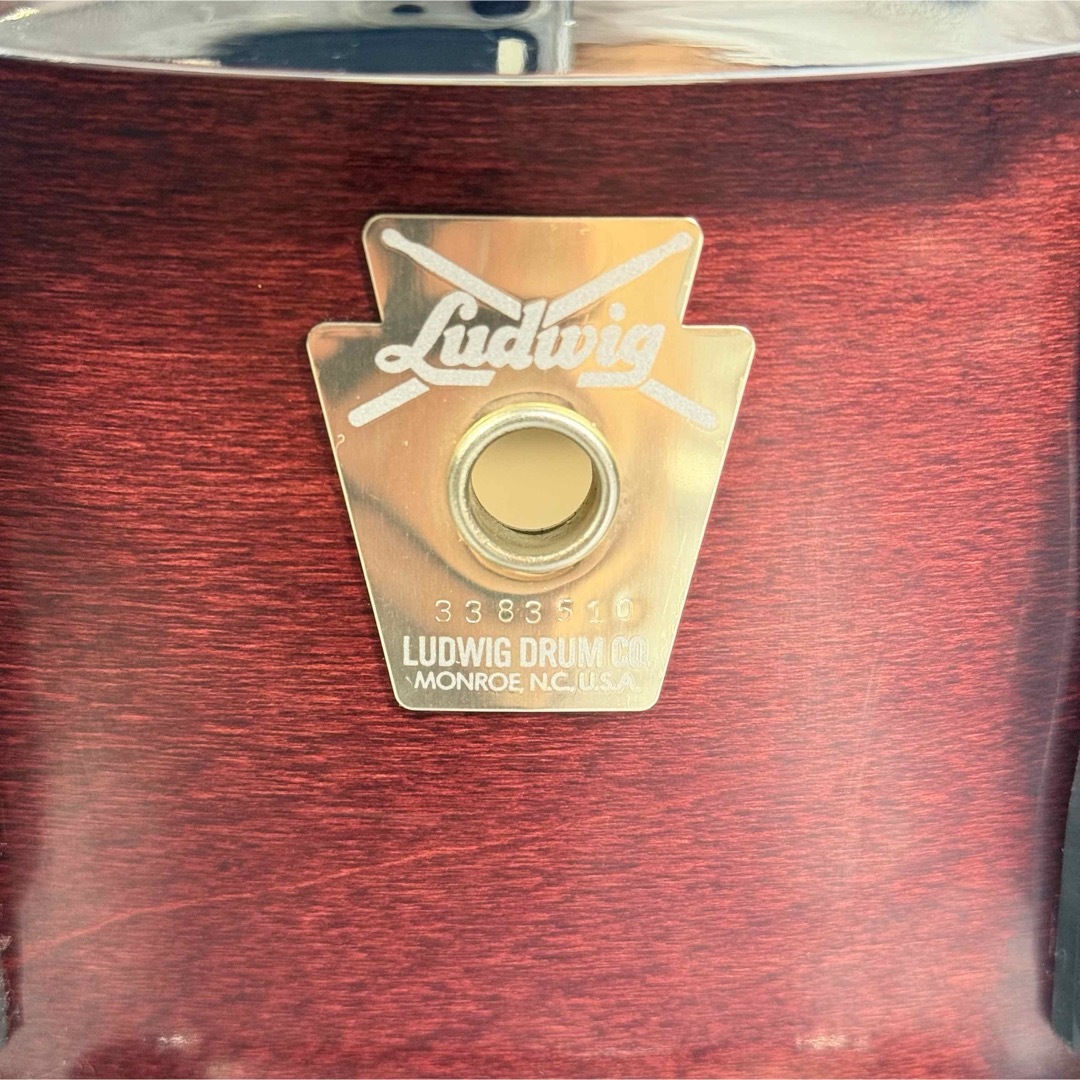 Ludwig
3383510
LUDWIG DRUM CO.
MONROE, N.C., U.S.A.